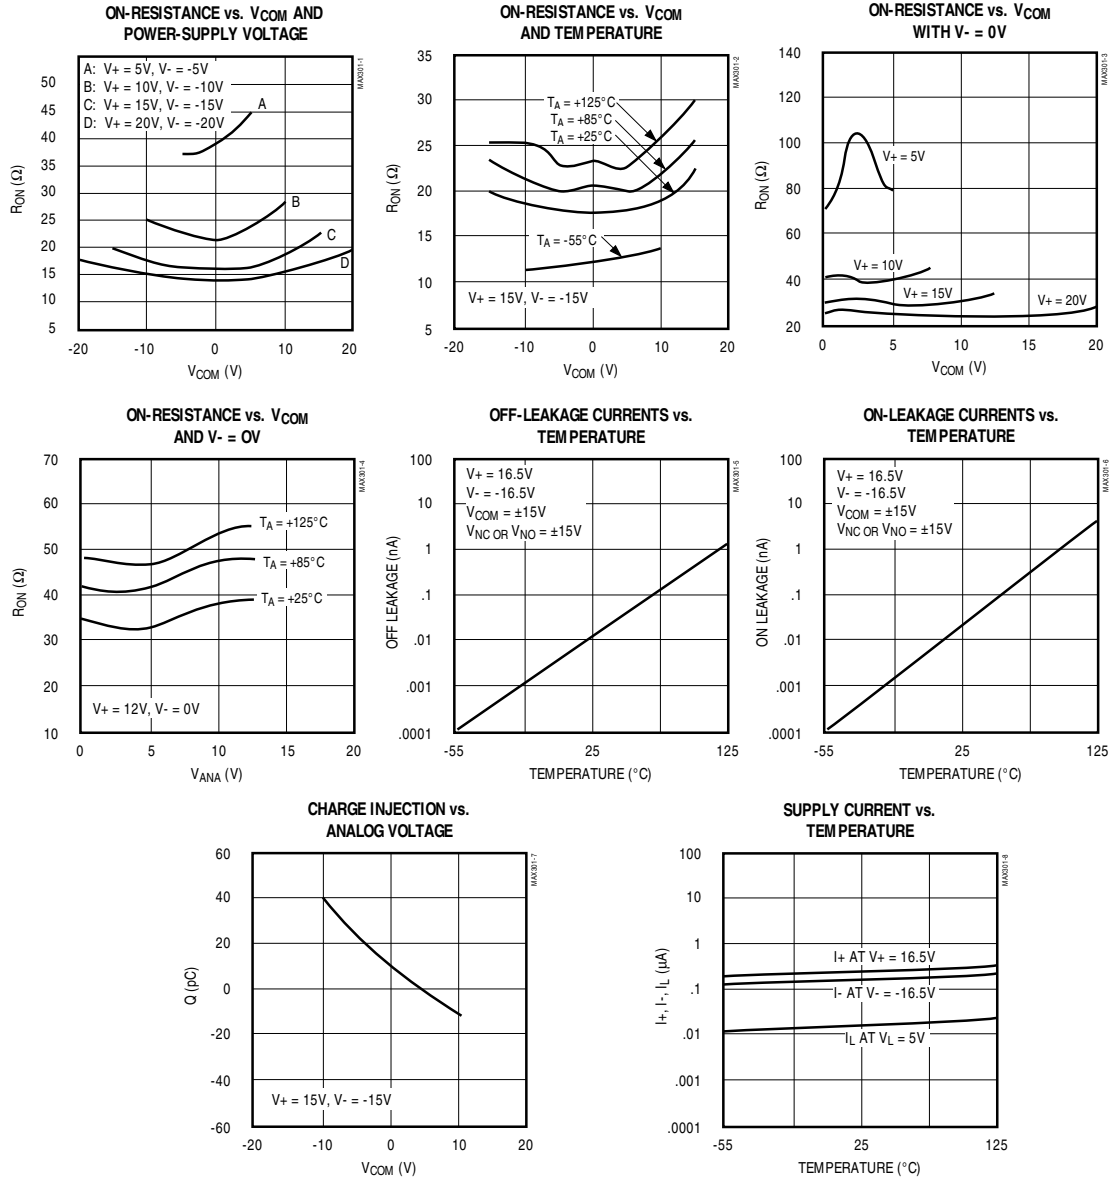 ON-RESISTANCE vs. VCOM AND
POWER-SUPPLY VOLTAGE
A: V+ = 5V, V- = -5V
B: V+ = 10V, V- = -10V
C: V+ = 15V, V- = -15V
D: V+ = 20V, V- = -20V
A
B
C
D
MAX301-1
RON (Ω)
50
45
40
35
30
25
20
15
10
5
-20 -10 0 10 20
VCOM (V)
ON-RESISTANCE vs. VCOM
AND TEMPERATURE
MAX301-2
RON (Ω)
35
30
25
20
15
10
5
TA = +125°C
TA = +85°C
TA = +25°C
TA = -55°C
V+ = 15V, V- = -15V
-20 -10 0 10 20
VCOM (V)
ON-RESISTANCE vs. VCOM
WITH V- = 0V
MAX301-3
RON (Ω)
140
120
100
80
60
40
20
V+ = 5V
V+ = 10V
V+ = 15V
V+ = 20V
0 5 10 15 20
VCOM (V)
ON-RESISTANCE vs. VCOM
AND V- = OV
MAX301-4
RON (Ω)
70
60
50
40
30
20
10
TA = +125°C
TA = +85°C
TA = +25°C
V+ = 12V, V- = 0V
0 5 10 15 20
VANA (V)
OFF-LEAKAGE CURRENTS vs.
TEMPERATURE
MAX301-5
OFF LEAKAGE (nA)
100
10
1
.1
.01
.001
.0001
V+ = 16.5V
V- = -16.5V
VCOM = ±15V
VNC OR VNO = ±15V
-55 25 125
TEMPERATURE (°C)
ON-LEAKAGE CURRENTS vs.
TEMPERATURE
MAX301-6
ON LEAKAGE (nA)
100
10
1
.1
.01
.001
.0001
V+ = 16.5V
V- = -16.5V
VCOM = ±15V
VNC OR VNO = ±15V
-55 25 125
TEMPERATURE (°C)
CHARGE INJECTION vs.
ANALOG VOLTAGE
MAX301-7
Q (pC)
60
40
20
0
-20
-40
-60
V+ = 15V, V- = -15V
-20 -10 0 10 20
VCOM (V)
SUPPLY CURRENT vs.
TEMPERATURE
MAX301-8
I+, I-, IL (µA)
100
10
1
.1
.01
.001
.0001
I+ AT V+ = 16.5V
I- AT V- = -16.5V
IL AT VL = 5V
-55 25 125
TEMPERATURE (°C)